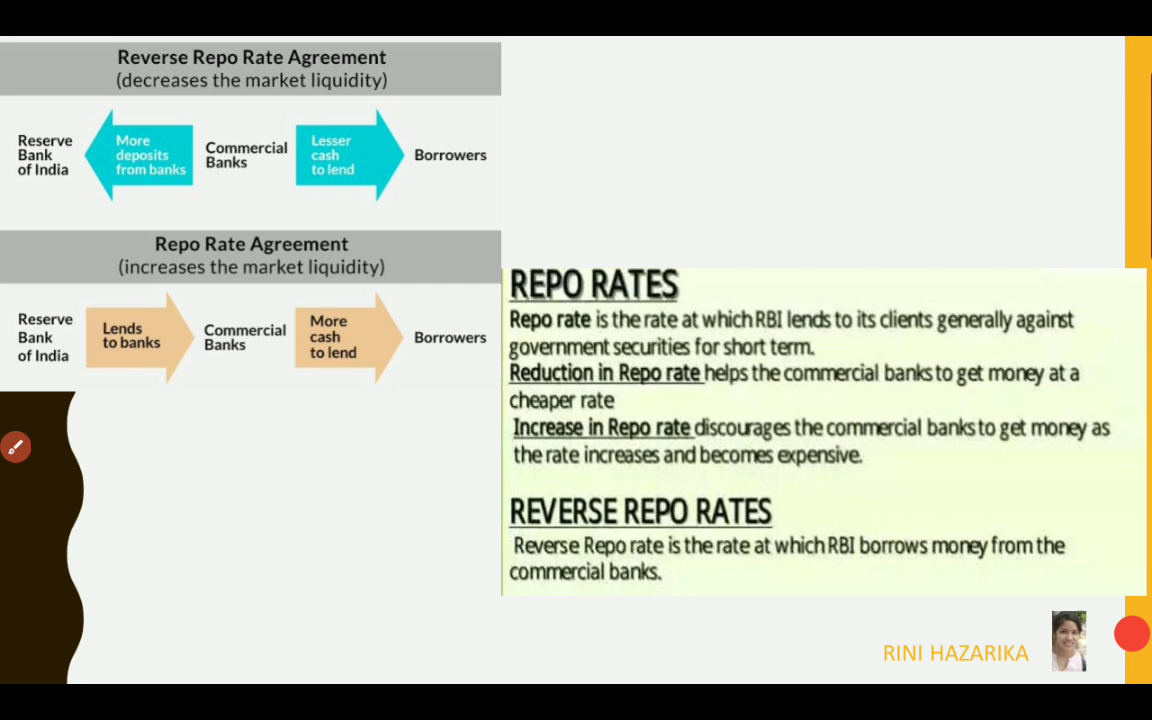 Reverse Repo Rate Agreement
(decreases the market liquidity)
Reserve
Bank
of India
More
deposits
from banks
Commercial
Banks
Lesser
cash
to lend
Borrowers
Repo Rate Agreement
(increases the market liquidity)
Reserve
Bank
of India
Lends
to banks
Commercial
Banks
More
cash
to lend
Borrowers
REPO RATES
Repo rate is the rate at which RBI lends to its clients generally against
government securities for short term.
Reduction in Repo rate helps the commercial banks to get money at a
cheaper rate
Increase in Repo rate discourages the commercial banks to get money as
the rate increases and becomes expensive.
REVERSE REPO RATES
Reverse Repo rate is the rate at which RBI borrows money from the
commercial banks.
RINI HAZARIKA